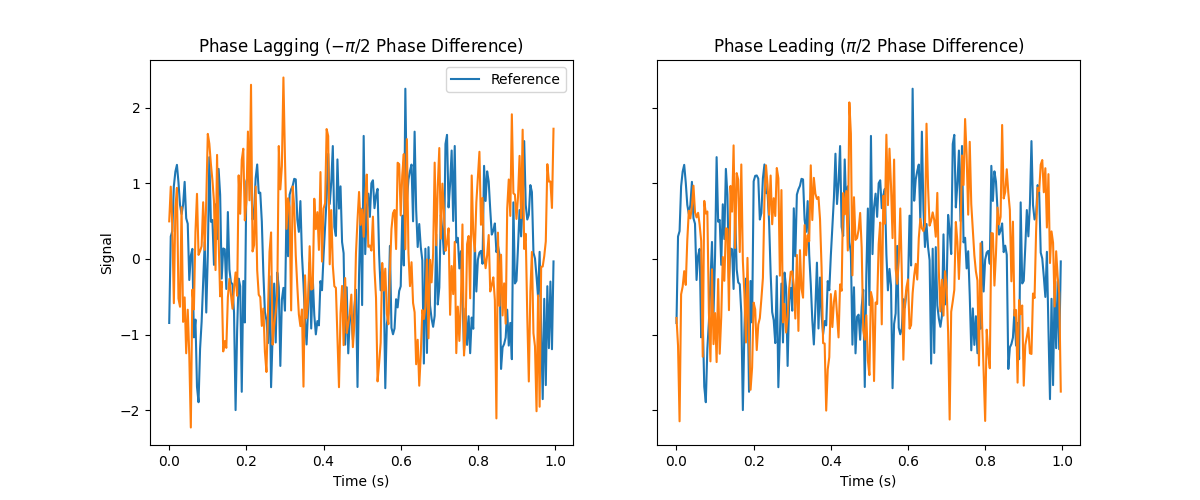 Phase Lagging (−π/2 Phase Difference)
Phase Leading (π/2 Phase Difference)
Reference
Signal
2
1
0
−1
−2
0.0 0.2 0.4 0.6 0.8 1.0
0.0 0.2 0.4 0.6 0.8 1.0
Time (s)
Time (s)